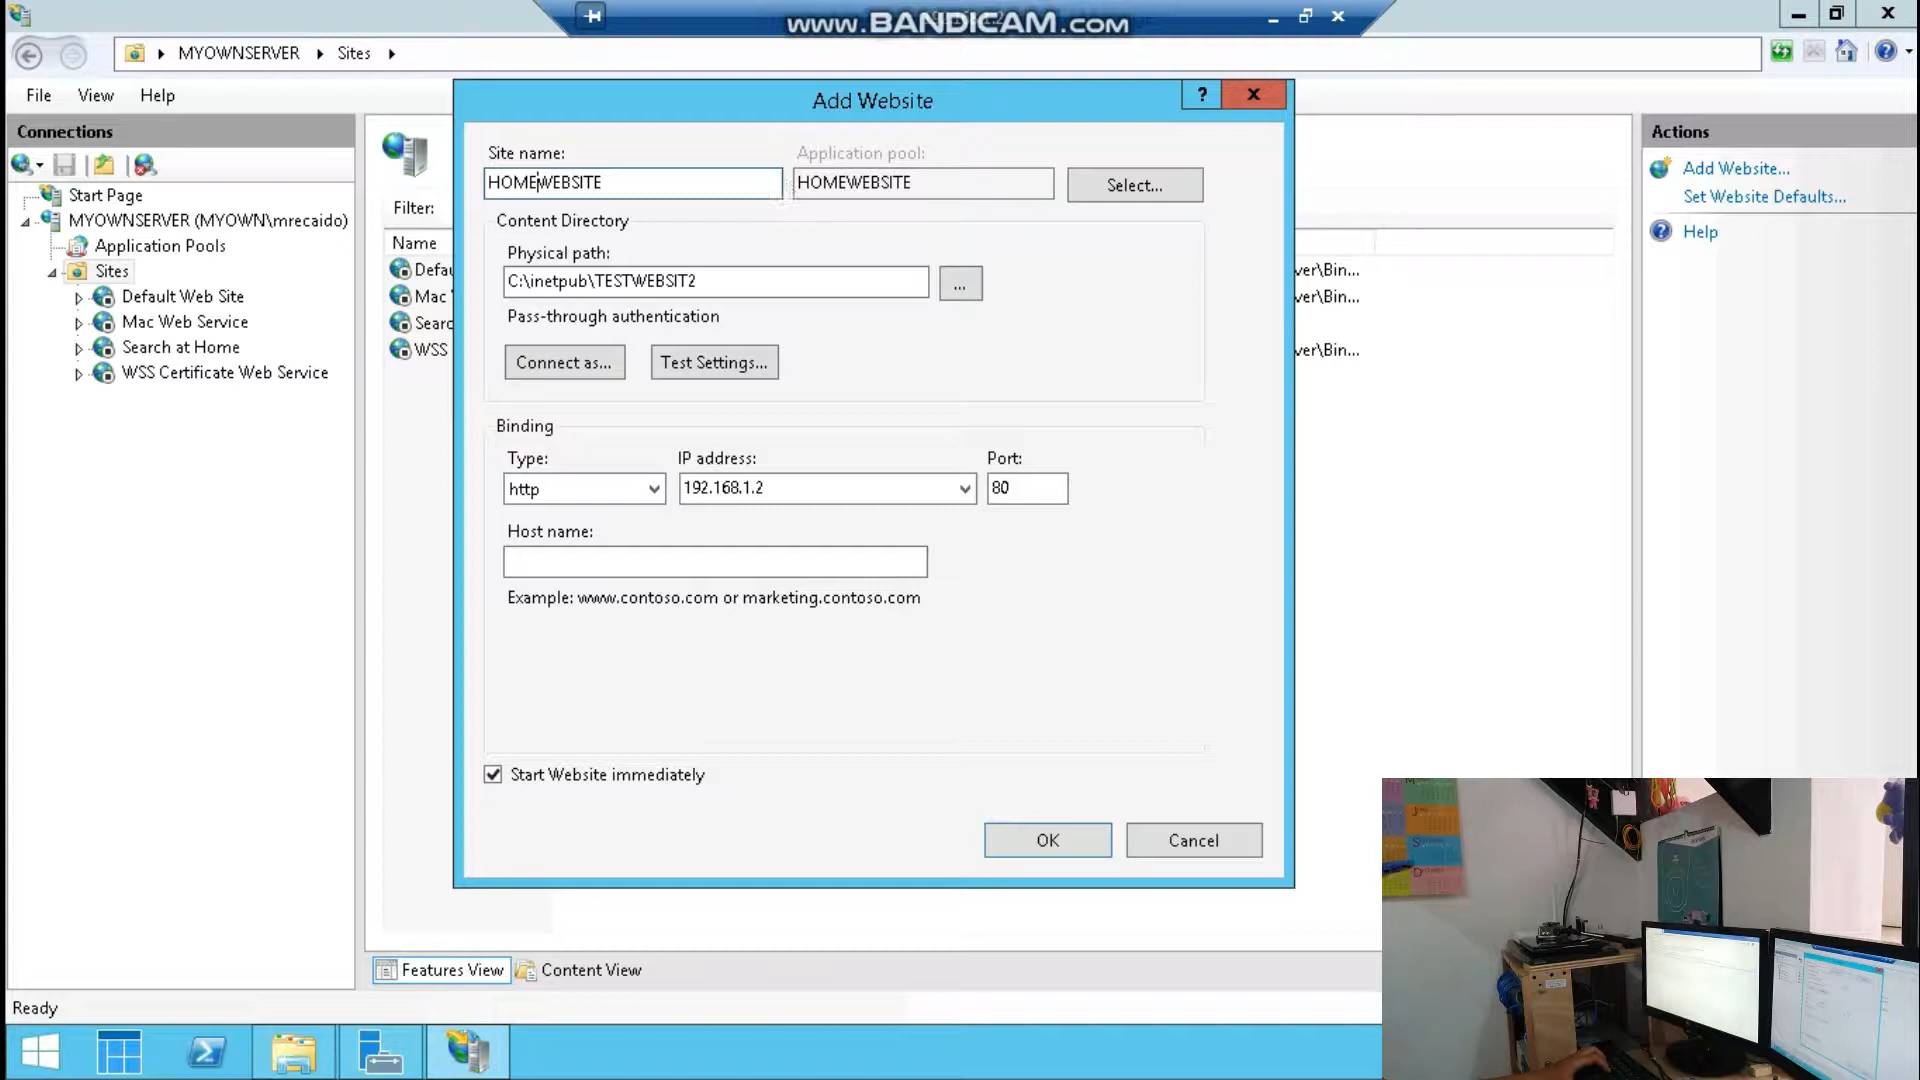 www.BANDICAM.com
MYOWNSERVER
Sites
File
View
Help
Connections
Start Page
MYOWNSERVER (MYOWN\mrecaido)
Application Pools
Sites
Default Web Site
Mac Web Service
Search at Home
WSS Certificate Web Service
Filter:
Name
Defau
Mac
Searc
WSS
Add Website
?
Site name:
Application pool:
HOMEWEBSITE
HOMEWEBSITE
Select...
Content Directory
Physical path:
C:\inetpub\TESTWEBSIT2
...
Pass-through authentication
Connect as...
Test Settings...
Binding
Type:
IP address:
Port:
http
192.168.1.2
80
Host name:
Example: www.contoso.com or marketing.contoso.com
Start Website immediately
OK
Cancel
ver\Bin...
ver\Bin...
ver\Bin...
Actions
Add Website...
Set Website Defaults...
Help
Features View
Content View
Ready